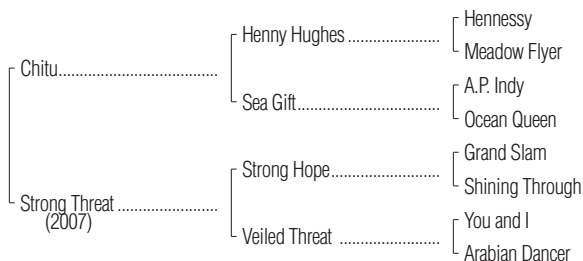 Hennessy
Henny Hughes ........................
Meadow Flyer
Chitu.........................................
A.P. Indy
Sea Gift.....................................
Ocean Queen
Grand Slam
Strong Hope............................
Shining Through
Strong Threat ..........................
(2007)
You and I
Veiled Threat ..........................
Arabian Dancer